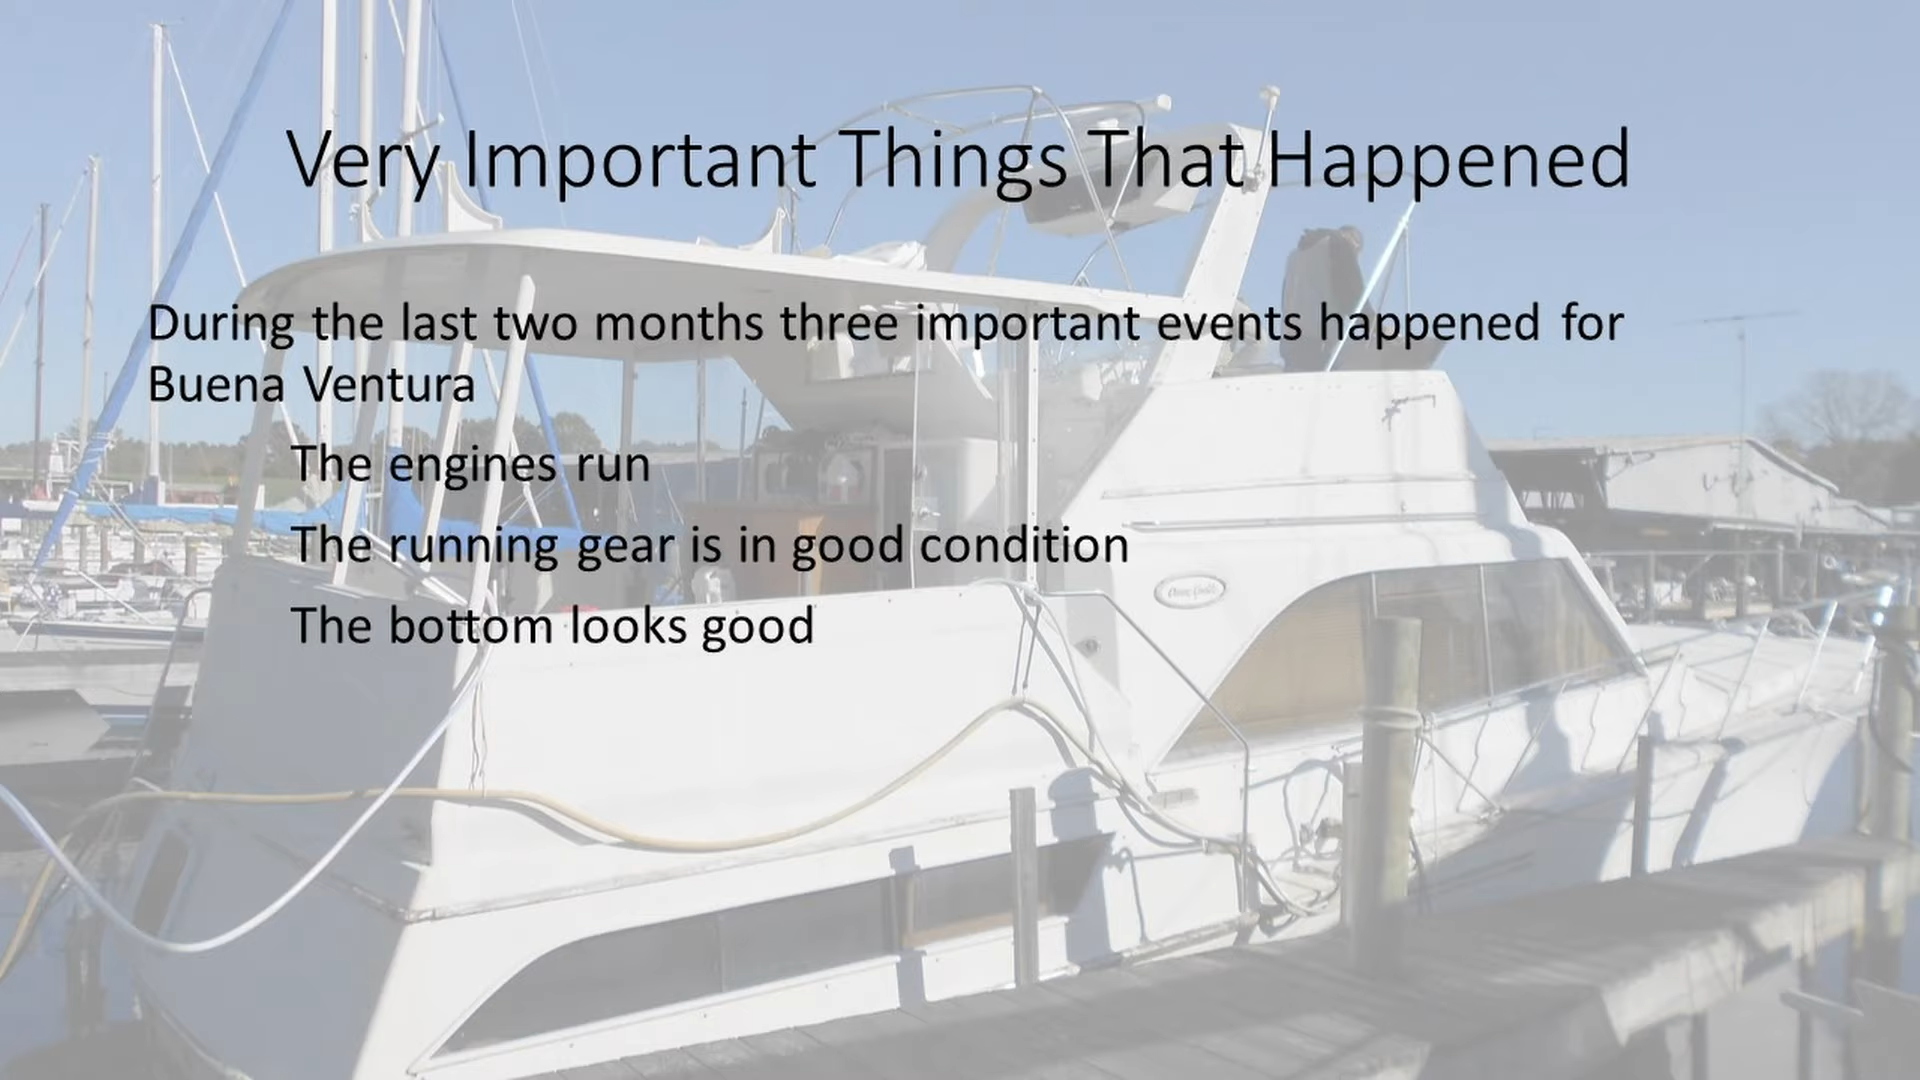 Very Important Things That Happened
During the last two months three important events happened for
Buena Ventura
The engines run
The running gear is in good condition
The bottom looks good